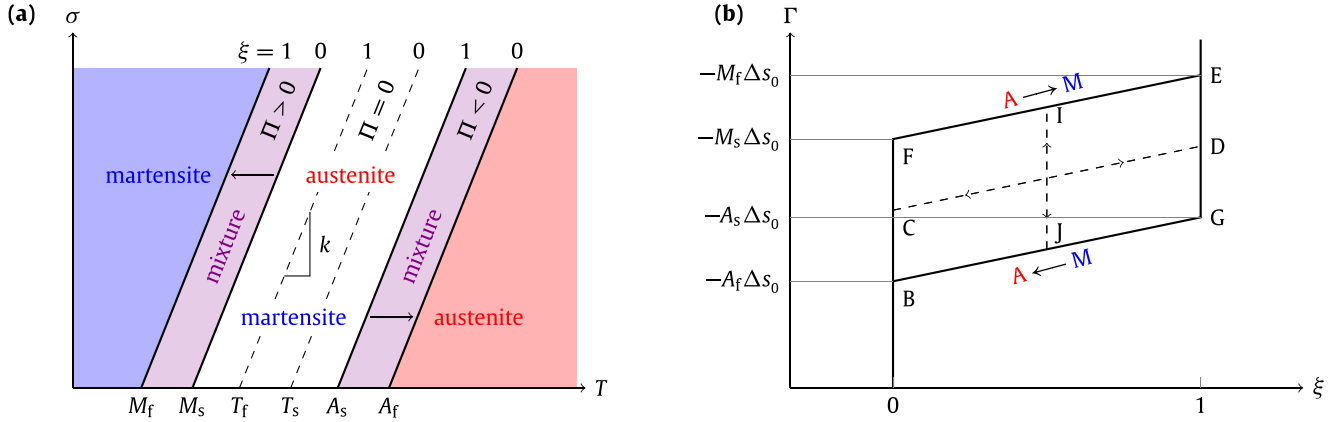 (a)
σ
ξ = 1 0 1 0 1 0
Π > 0
Π = 0
Π < 0
martensite
austenite
mixture
k
mixture
martensite
austenite
M_f M_s T_f T_s A_s A_f
T
(b)
Γ
−M_f Δs_0
E
A → M
I
−M_s Δs_0
F
D
−A_s Δs_0
C
J
G
A ← M
−A_f Δs_0
B
0 1
ξ